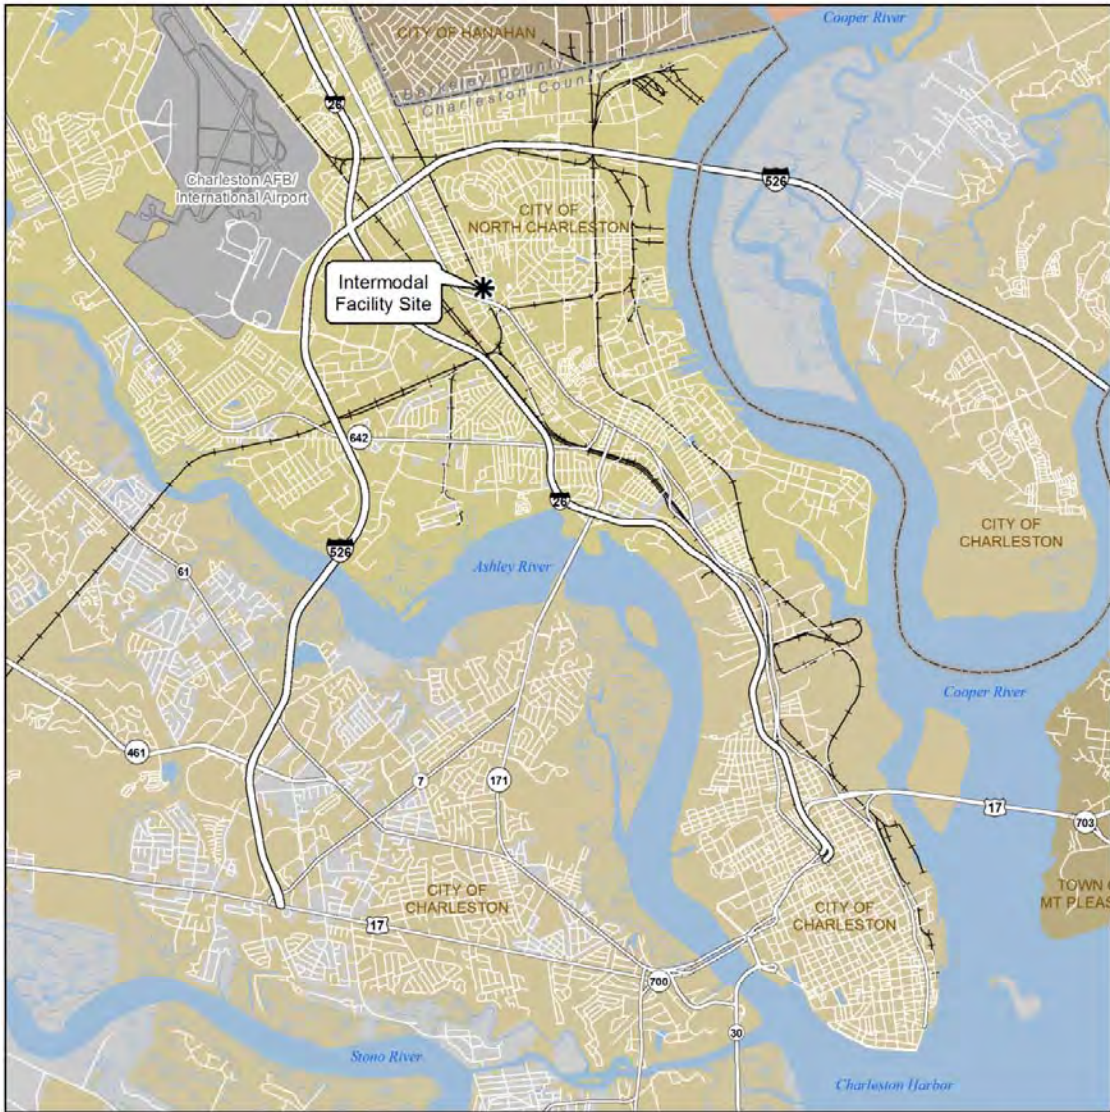 Cooper River
CITY OF HANAHAN
Berkeley County
Charleston County
26
526
Charleston AFB/
International Airport
CITY OF
NORTH CHARLESTON
Intermodal
Facility Site
642
26
CITY OF
CHARLESTON
526
61
Ashley River
Cooper River
461
7
171
17
703
TOWN
MT PLEAS
CITY OF
CHARLESTON
CITY OF
CHARLESTON
17
700
30
Stono River
Charleston Harbor